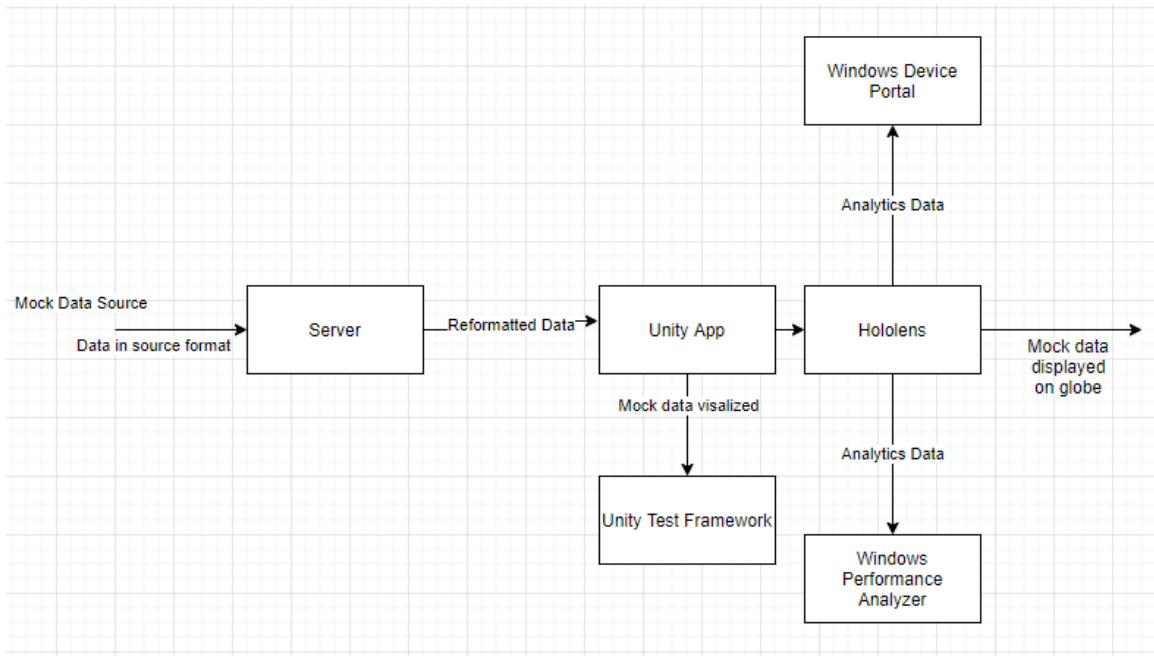 Windows Device
Portal
Analytics Data
Mock Data Source
Data in source format
Server
Reformatted Data
Unity App
Hololens
Mock data
displayed
on globe
Mock data visalized
Analytics Data
Unity Test Framework
Windows
Performance
Analyzer